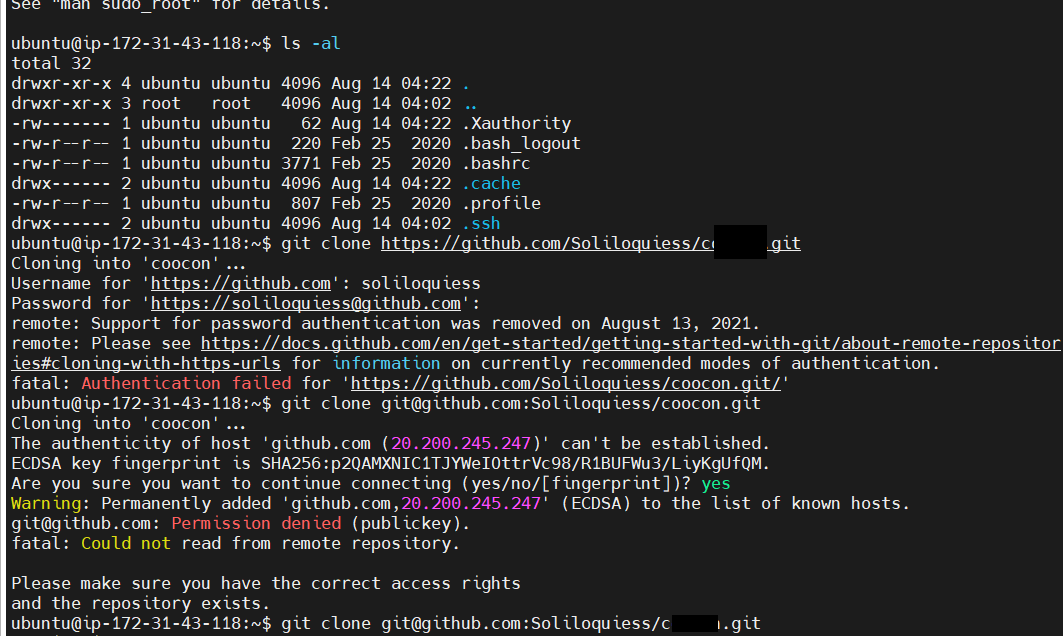 See "man sudo_root" for details.
ubuntu@ip-172-31-43-118:~$ ls -al
total 32
drwxr-xr-x 4 ubuntu ubuntu 4096 Aug 14 04:22 .
drwxr-xr-x 3 root   root   4096 Aug 14 04:02 ..
-rw------- 1 ubuntu ubuntu   62 Aug 14 04:22 .Xauthority
-rw-r--r-- 1 ubuntu ubuntu  220 Feb 25  2020 .bash_logout
-rw-r--r-- 1 ubuntu ubuntu 3771 Feb 25  2020 .bashrc
drwx------ 2 ubuntu ubuntu 4096 Aug 14 04:22 .cache
-rw-r--r-- 1 ubuntu ubuntu  807 Feb 25  2020 .profile
drwx------ 2 ubuntu ubuntu 4096 Aug 14 04:02 .ssh
ubuntu@ip-172-31-43-118:~$ git clone https://github.com/Soliloquiess/c .git
Cloning into 'coocon'...
Username for 'https://github.com': soliloquiess
Password for 'https://soliloquiess@github.com':
remote: Support for password authentication was removed on August 13, 2021.
remote: Please see https://docs.github.com/en/get-started/getting-started-with-git/about-remote-repositor
ies#cloning-with-https-urls for information on currently recommended modes of authentication.
fatal: Authentication failed for 'https://github.com/Soliloquiess/coocon.git/'
ubuntu@ip-172-31-43-118:~$ git clone git@github.com:Soliloquiess/coocon.git
Cloning into 'coocon'...
The authenticity of host 'github.com (20.200.245.247)' can't be established.
ECDSA key fingerprint is SHA256:p2QAMXNIC1TJYWeIOttrVc98/R1BUFWu3/LiyKgUfQM.
Are you sure you want to continue connecting (yes/no/[fingerprint])? yes
Warning: Permanently added 'github.com,20.200.245.247' (ECDSA) to the list of known hosts.
git@github.com: Permission denied (publickey).
fatal: Could not read from remote repository.
Please make sure you have the correct access rights
and the repository exists.
ubuntu@ip-172-31-43-118:~$ git clone git@github.com:Soliloquiess/c .git